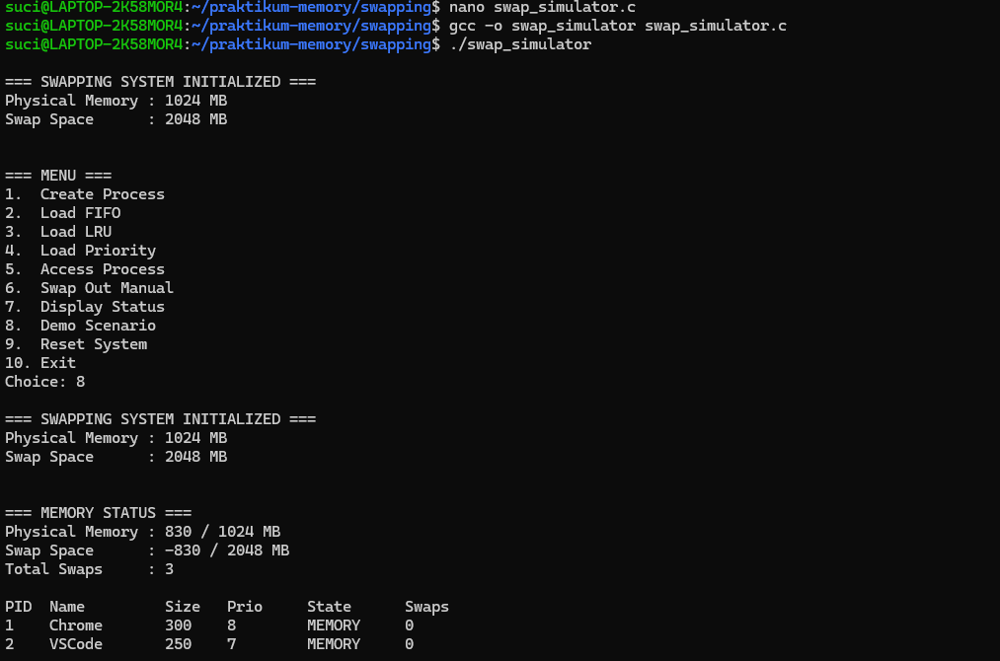 suci@LAPTOP-2K58MOR4:~/praktikum-memory/swapping$ nano swap_simulator.c
suci@LAPTOP-2K58MOR4:~/praktikum-memory/swapping$ gcc -o swap_simulator swap_simulator.c
suci@LAPTOP-2K58MOR4:~/praktikum-memory/swapping$ ./swap_simulator
=== SWAPPING SYSTEM INITIALIZED ===
Physical Memory : 1024 MB
Swap Space      : 2048 MB
=== MENU ===
1.  Create Process
2.  Load FIFO
3.  Load LRU
4.  Load Priority
5.  Access Process
6.  Swap Out Manual
7.  Display Status
8.  Demo Scenario
9.  Reset System
10. Exit
Choice: 8
=== SWAPPING SYSTEM INITIALIZED ===
Physical Memory : 1024 MB
Swap Space      : 2048 MB
=== MEMORY STATUS ===
Physical Memory : 830 / 1024 MB
Swap Space      : -830 / 2048 MB
Total Swaps     : 3
PID  Name         Size   Prio     State      Swaps
1    Chrome       300    8        MEMORY     0
2    VSCode       250    7        MEMORY     0